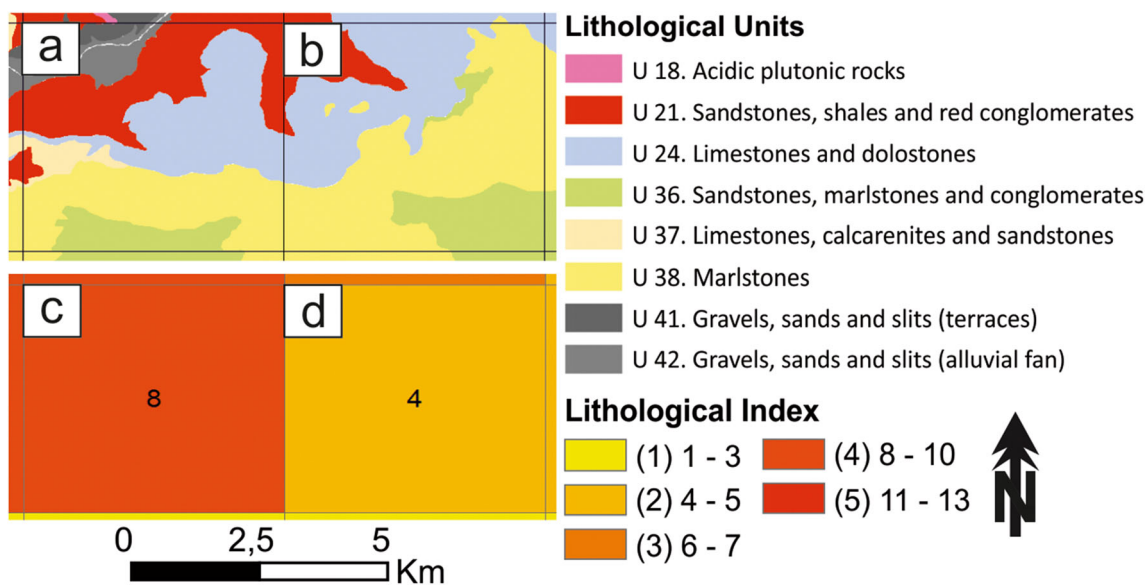 a
b
c
d
8
4
0 2,5 5
Km
Lithological Units
U 18. Acidic plutonic rocks
U 21. Sandstones, shales and red conglomerates
U 24. Limestones and dolostones
U 36. Sandstones, marlstones and conglomerates
U 37. Limestones, calcarenites and sandstones
U 38. Marlstones
U 41. Gravels, sands and slits (terraces)
U 42. Gravels, sands and slits (alluvial fan)
Lithological Index
(1) 1 - 3
(2) 4 - 5
(3) 6 - 7
(4) 8 - 10
(5) 11 - 13
N